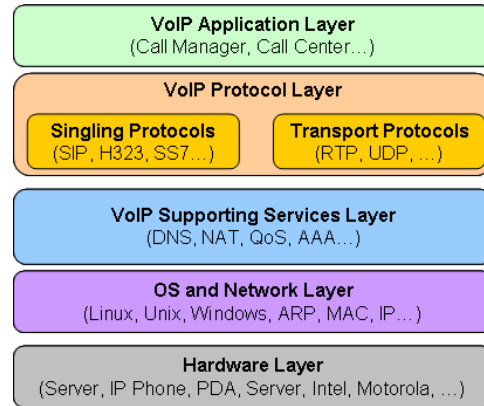 VoIP Application Layer
(Call Manager, Call Center...)
VoIP Protocol Layer
Singling Protocols
(SIP, H323, SS7...)
Transport Protocols
(RTP, UDP, ...)
VoIP Supporting Services Layer
(DNS, NAT, QoS, AAA...)
OS and Network Layer
(Linux, Unix, Windows, ARP, MAC, IP...)
Hardware Layer
(Server, IP Phone, PDA, Server, Intel, Motorola, ...)